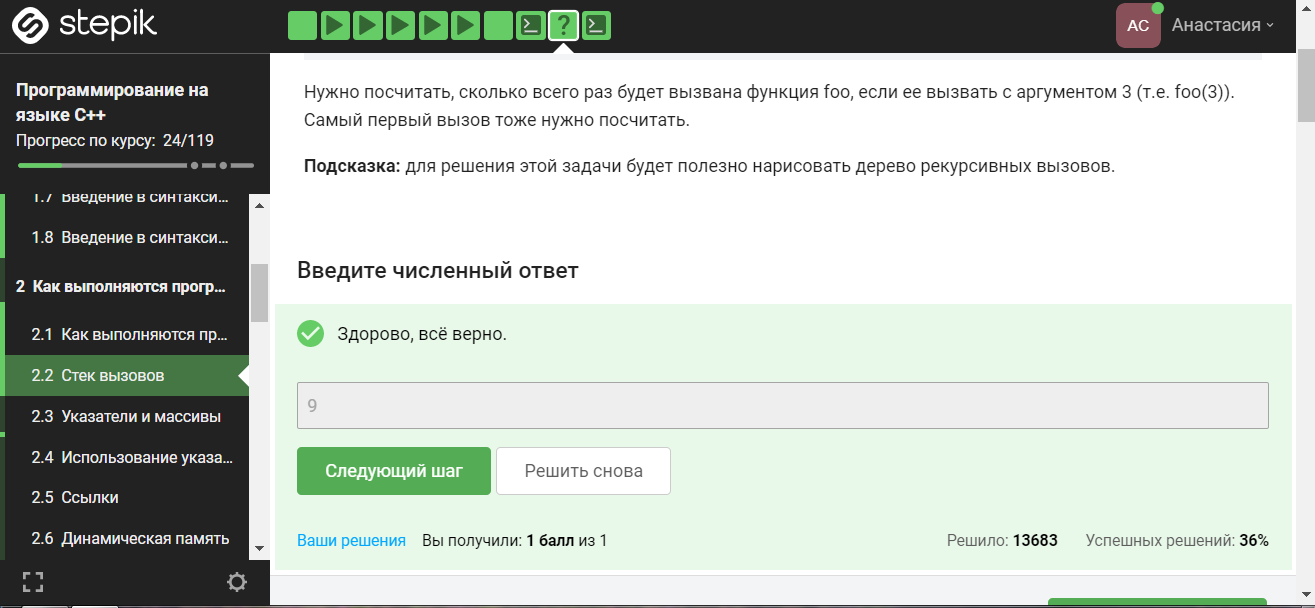 stepik
?
АС
Анастасия
Программирование на
языке C++
Прогресс по курсу: 24/119
1.7 Введение в синтакси...
1.8 Введение в синтакси...
2 Как выполняются прогр...
2.1 Как выполняются пр...
2.2 Стек вызовов
2.3 Указатели и массивы
2.4 Использование указа...
2.5 Ссылки
2.6 Динамическая память
Нужно посчитать, сколько всего раз будет вызвана функция foo, если ее вызвать с аргументом 3 (т.е. foo(3)).
Самый первый вызов тоже нужно посчитать.
Подсказка: для решения этой задачи будет полезно нарисовать дерево рекурсивных вызовов.
Введите численный ответ
Здорово, всё верно.
9
Следующий шаг
Решить снова
Ваши решения Вы получили: 1 балл из 1
Решило: 13683 Успешных решений: 36%